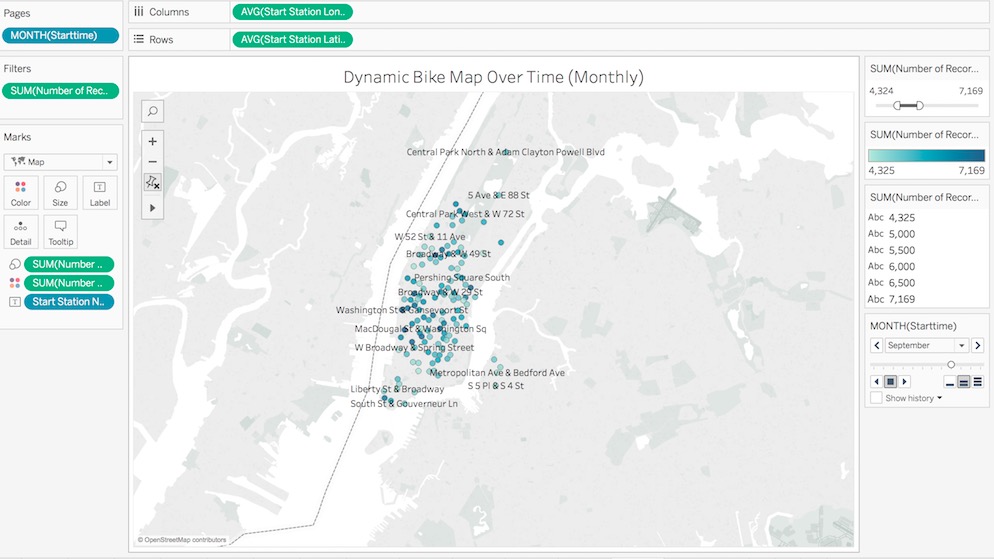 Pages
MONTH(Starttime)
Filters
SUM(Number of Rec..
Marks
Map
Color
Size
Label
Detail
Tooltip
SUM(Number ..
SUM(Number ..
Start Station N..
Columns
AVG(Start Station Lon..
Rows
AVG(Start Station Lati..
Dynamic Bike Map Over Time (Monthly)
Central Park North & Adam Clayton Powell Blvd
5 Ave & E 88 St
Central Park West & W 72 St
W 52 St & 11 Ave
Broadway & W 49 St
Pershing Square South
Broadway & W 29 St
Washington St & Gansevoort St
MacDougal St & Washington Sq
W Broadway & Spring Street
Metropolitan Ave & Bedford Ave
S 5 Pl & S 4 St
Liberty St & Broadway
South St & Gouverneur Ln
© OpenStreetMap contributors
SUM(Number of Recor...
4,324 7,169
SUM(Number of Recor...
4,325 7,169
SUM(Number of Recor...
Abc 4,325
Abc 5,000
Abc 5,500
Abc 6,000
Abc 6,500
Abc 7,169
MONTH(Starttime)
September
Show history